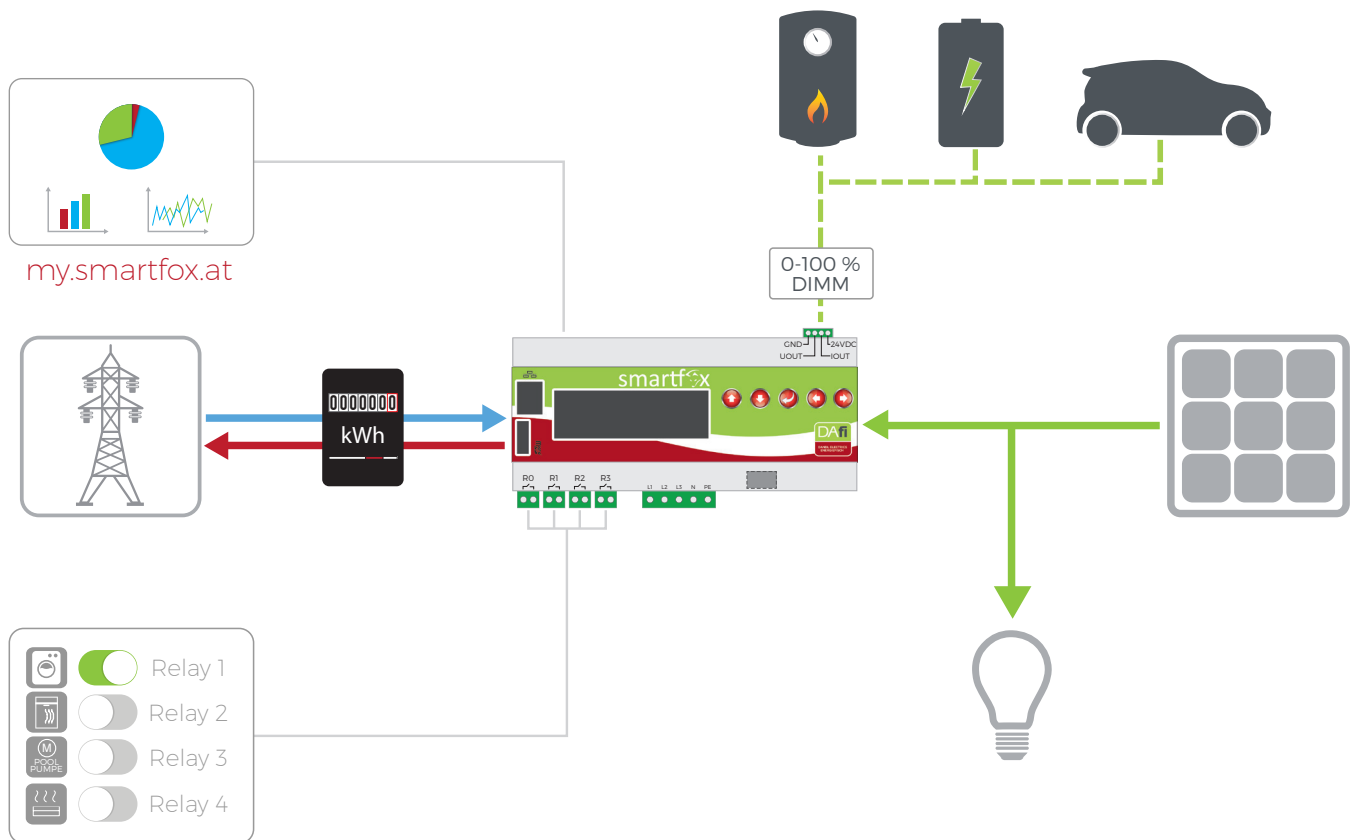 my.smartfox.at
0-100 %
DIMM
GND
24VDC
UOUT
IOUT
smartfox
DAfi
0000000
kWh
R0 R1 R2 R3
L1 L2 L3 N PE
Relay 1
Relay 2
M
POOL
PUMPE
Relay 3
Relay 4